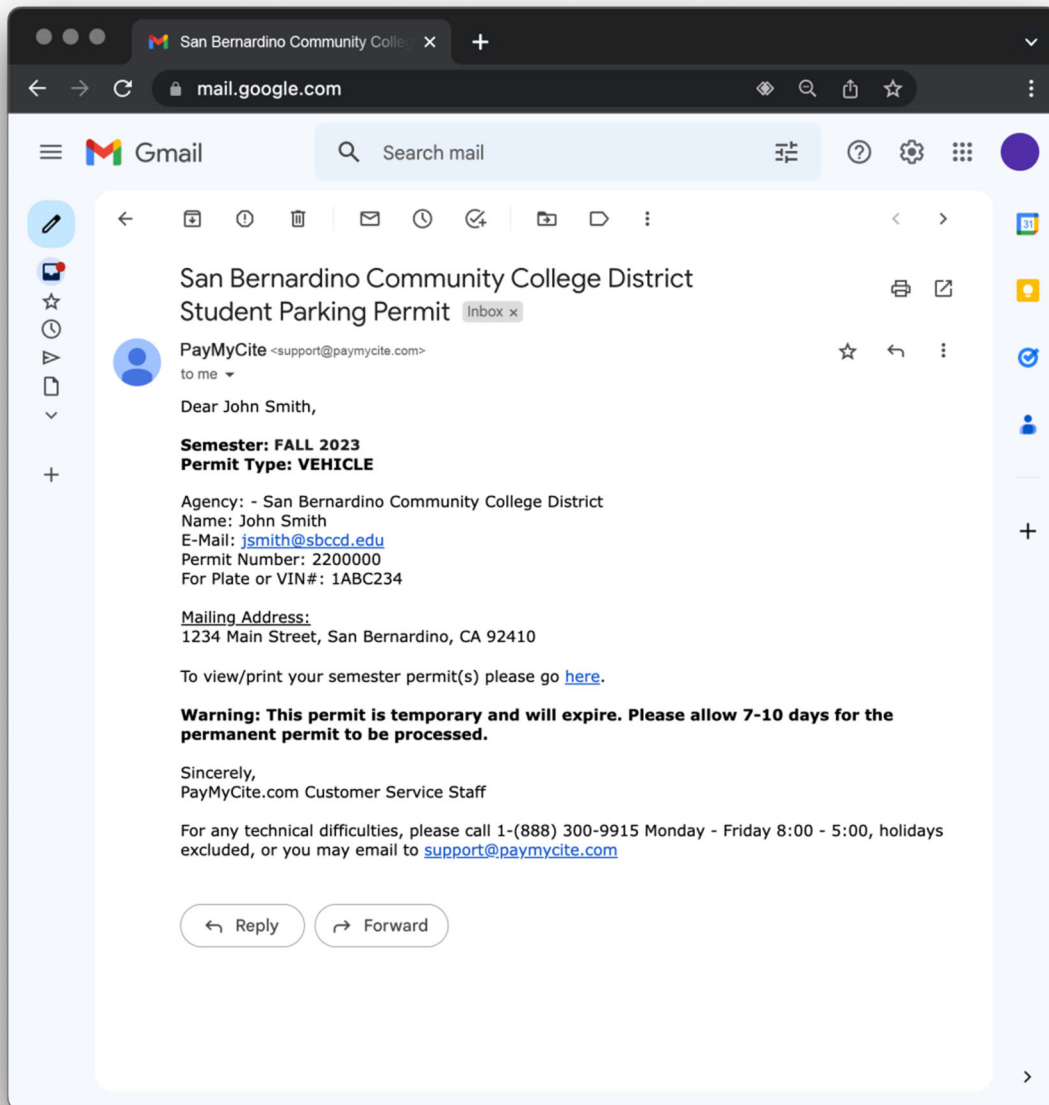 San Bernardino Community Colle
mail.google.com
Gmail
Search mail
31
San Bernardino Community College District
Student Parking Permit Inbox x
PayMyCite <support@paymycite.com>
to me
Dear John Smith,
Semester: FALL 2023
Permit Type: VEHICLE
Agency: - San Bernardino Community College District
Name: John Smith
E-Mail: jsmith@sbccd.edu
Permit Number: 2200000
For Plate or VIN#: 1ABC234
Mailing Address:
1234 Main Street, San Bernardino, CA 92410
To view/print your semester permit(s) please go here.
Warning: This permit is temporary and will expire. Please allow 7-10 days for the
permanent permit to be processed.
Sincerely,
PayMyCite.com Customer Service Staff
For any technical difficulties, please call 1-(888) 300-9915 Monday - Friday 8:00 - 5:00, holidays
excluded, or you may email to support@paymycite.com
Reply
Forward